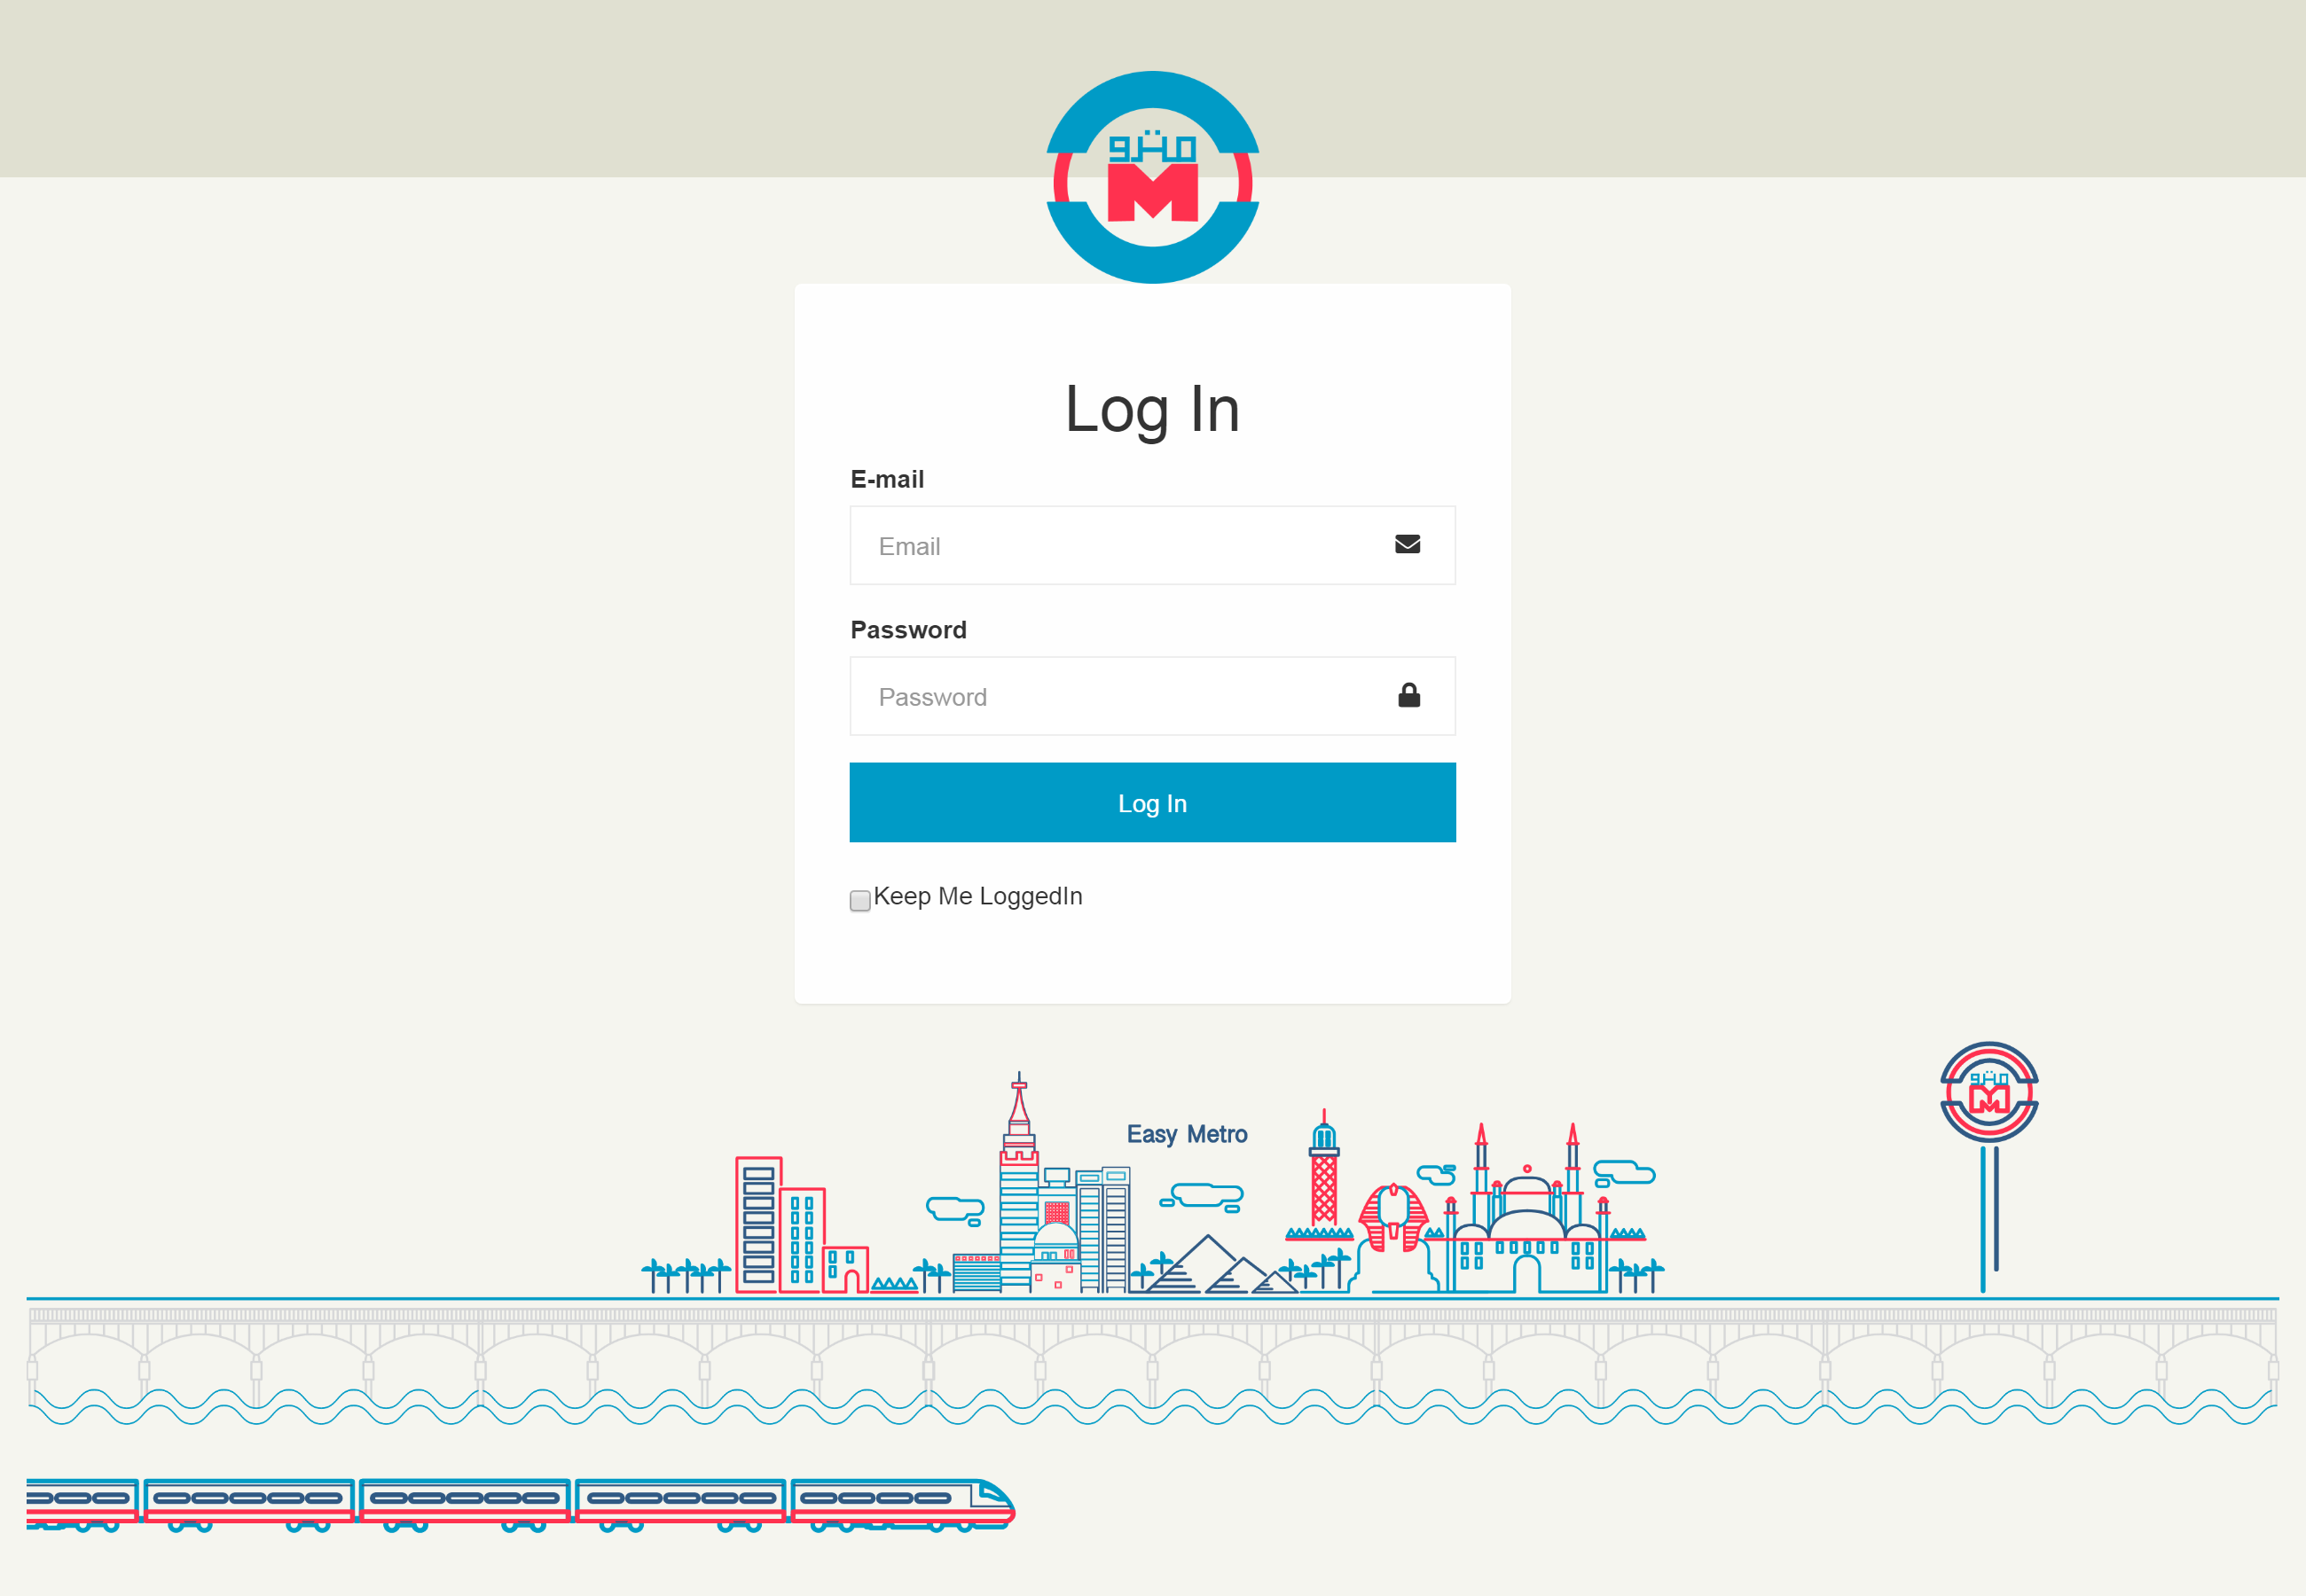 مترو
M
Log In
E-mail
Email
Password
Password
Log In
Keep Me LoggedIn
Easy Metro
مترو
M